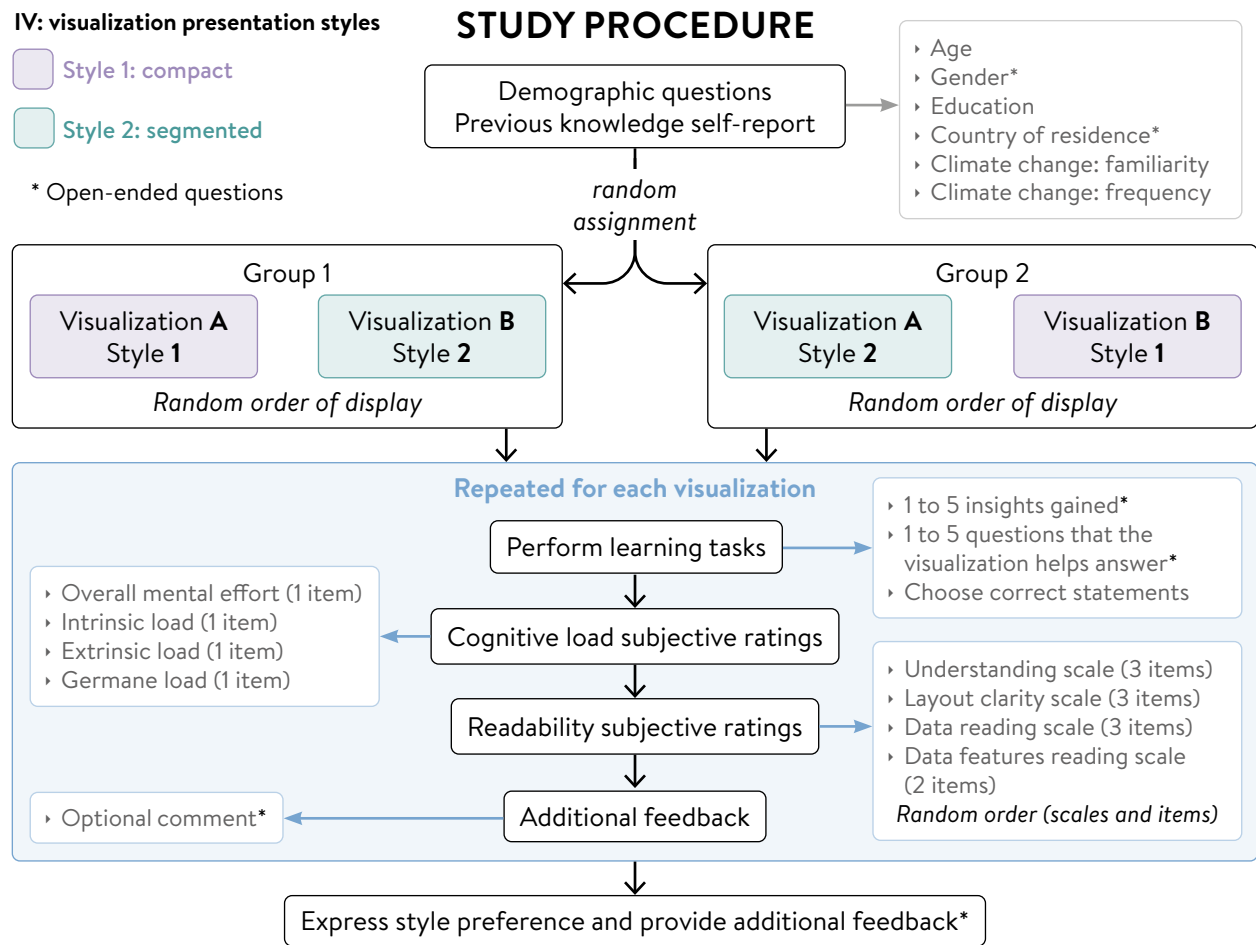 IV: visualization presentation styles
Style 1: compact
Style 2: segmented
* Open-ended questions
STUDY PROCEDURE
Demographic questions
Previous knowledge self-report
‣ Age
‣ Gender*
‣ Education
‣ Country of residence*
‣ Climate change: familiarity
‣ Climate change: frequency
random
assignment
Group 1
Visualization A
Style 1
Visualization B
Style 2
Random order of display
Group 2
Visualization A
Style 2
Visualization B
Style 1
Random order of display
Repeated for each visualization
Perform learning tasks
‣ 1 to 5 insights gained*
‣ 1 to 5 questions that the
visualization helps answer*
‣ Choose correct statements
Cognitive load subjective ratings
‣ Overall mental effort (1 item)
‣ Intrinsic load (1 item)
‣ Extrinsic load (1 item)
‣ Germane load (1 item)
Readability subjective ratings
‣ Understanding scale (3 items)
‣ Layout clarity scale (3 items)
‣ Data reading scale (3 items)
‣ Data features reading scale
(2 items)
Random order (scales and items)
Additional feedback
‣ Optional comment*
Express style preference and provide additional feedback*